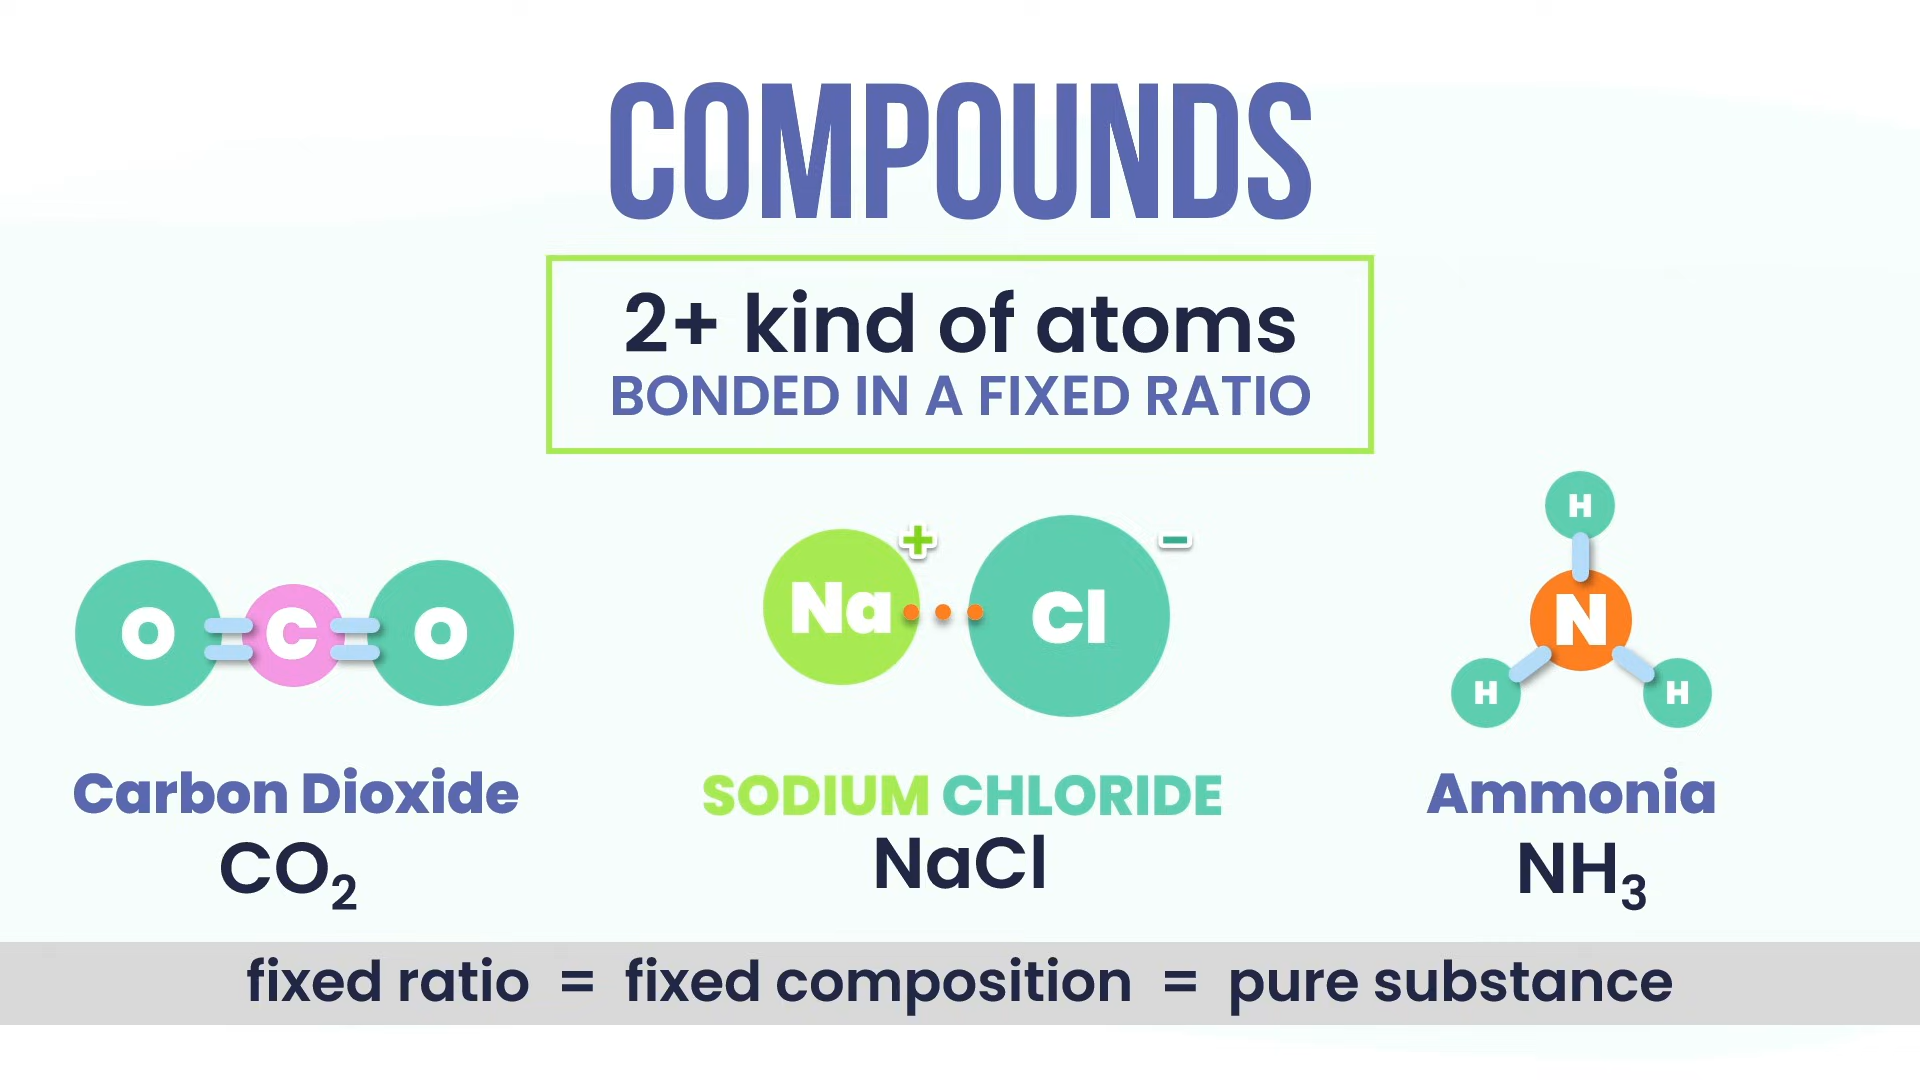 COMPOUNDS
2+ kind of atoms
BONDED IN A FIXED RATIO
O C O
Na + Cl −
H
N
H H
Carbon Dioxide
CO₂
SODIUM CHLORIDE
NaCl
Ammonia
NH₃
fixed ratio = fixed composition = pure substance